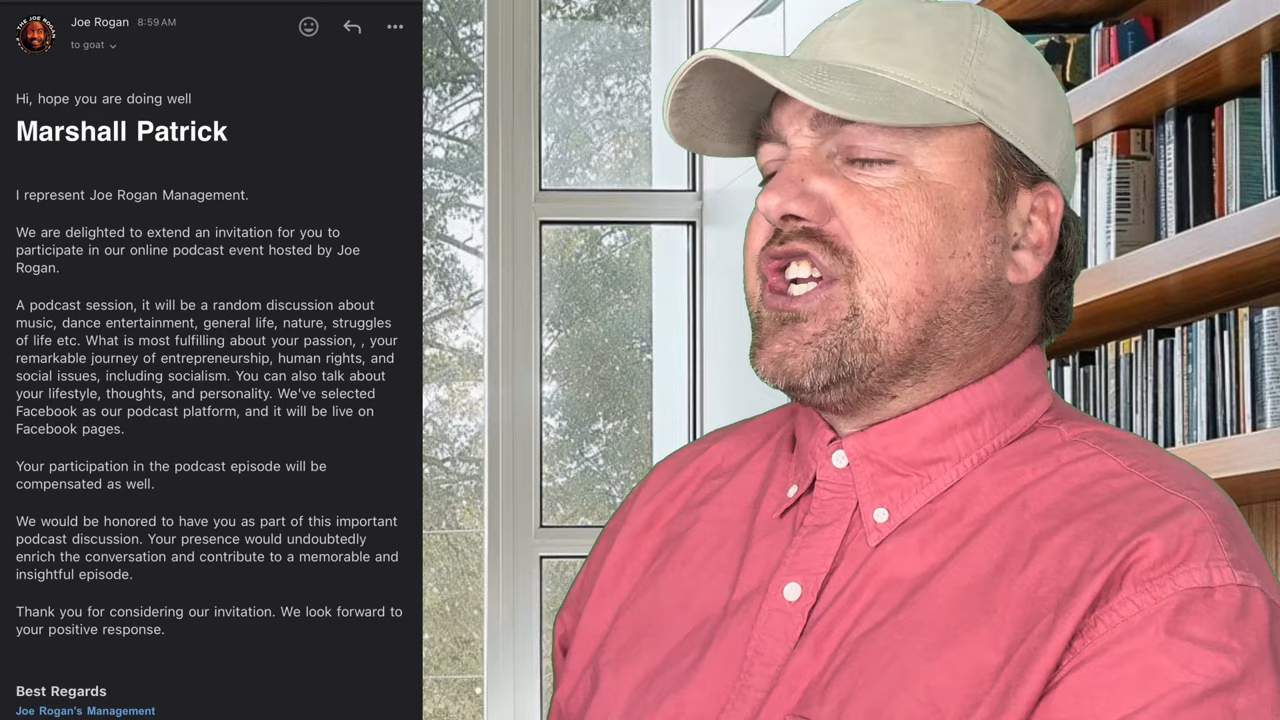 Joe Rogan 8:59 AM
to goat
Hi, hope you are doing well
Marshall Patrick
I represent Joe Rogan Management.
We are delighted to extend an invitation for you to
participate in our online podcast event hosted by Joe
Rogan.
A podcast session, it will be a random discussion about
music, dance entertainment, general life, nature, struggles
of life etc. What is most fulfilling about your passion, , your
remarkable journey of entrepreneurship, human rights, and
social issues, including socialism. You can also talk about
your lifestyle, thoughts, and personality. We've selected
Facebook as our podcast platform, and it will be live on
Facebook pages.
Your participation in the podcast episode will be
compensated as well.
We would be honored to have you as part of this important
podcast discussion. Your presence would undoubtedly
enrich the conversation and contribute to a memorable and
insightful episode.
Thank you for considering our invitation. We look forward to
your positive response.
Best Regards
Joe Rogan's Management